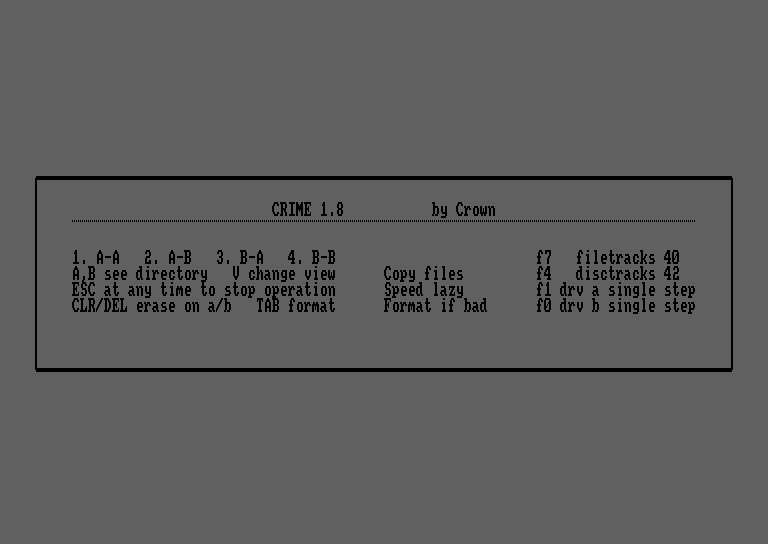 CRIME 1.8 by Crown
1. A-A 2. A-B 3. B-A 4. B-B f7 filetracks 40
A,B see directory V change view Copy files f4 disctracks 42
ESC at any time to stop operation Speed lazy f1 drv a single step
CLR/DEL erase on a/b TAB format Format if bad f0 drv b single step